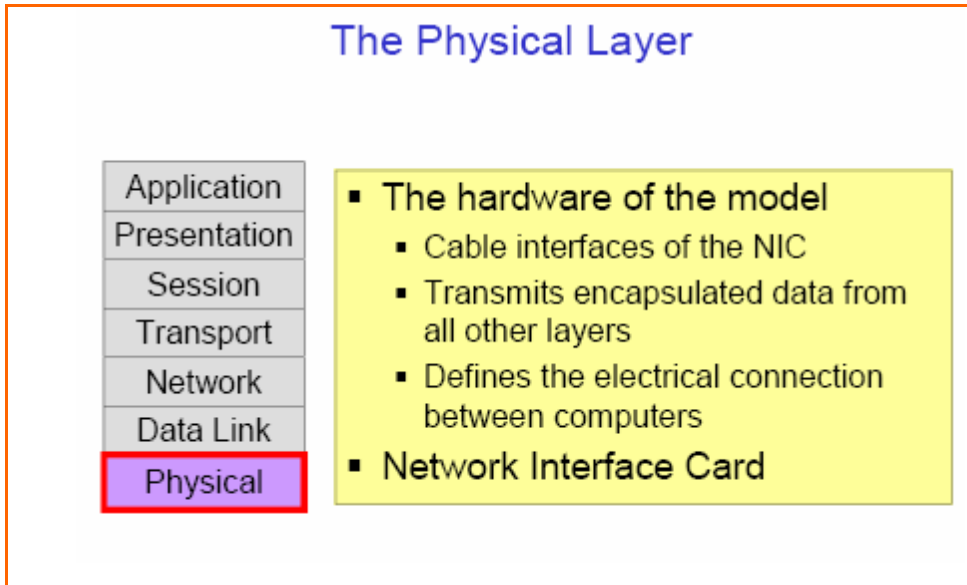 The Physical Layer
Application
Presentation
Session
Transport
Network
Data Link
Physical
▪ The hardware of the model
▪ Cable interfaces of the NIC
▪ Transmits encapsulated data from
all other layers
▪ Defines the electrical connection
between computers
▪ Network Interface Card